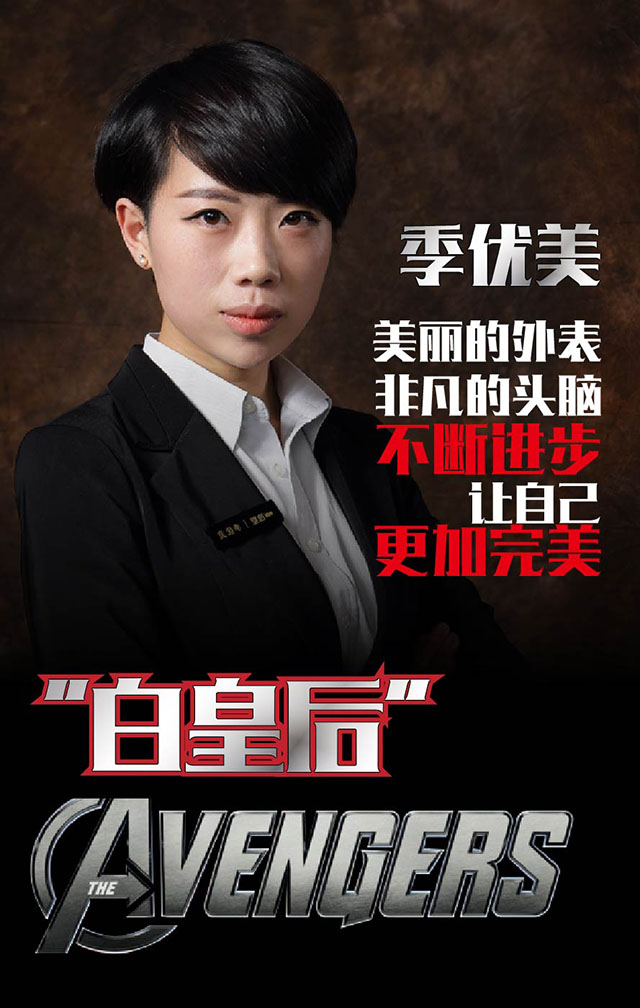 季优美
美丽的外表
非凡的头脑
不断进步
让自己
更加完美
"白皇后"
THE AVENGERS